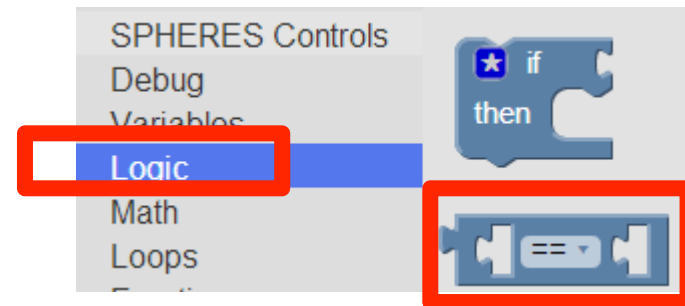 SPHERES Controls
Debug
Variables
Logic
Math
Loops
if
then
==